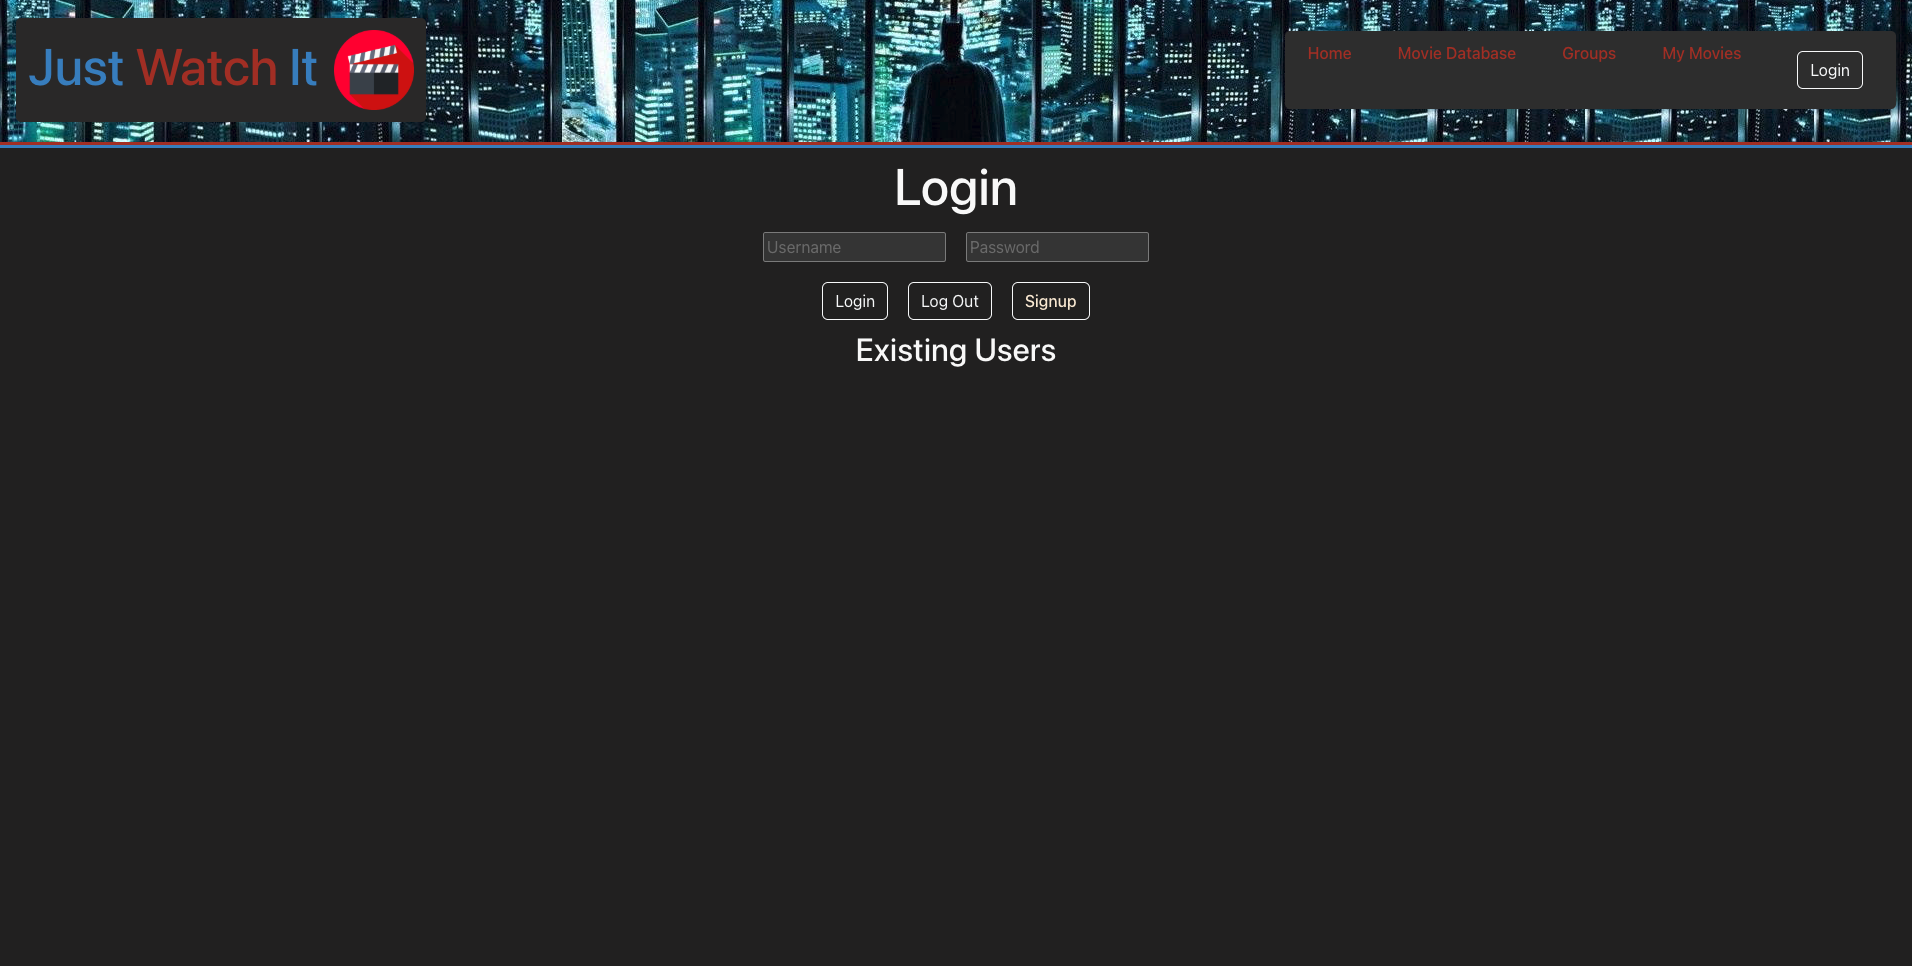 Just Watch It
Home Movie Database Groups My Movies Login
Login
Username Password
Login Log Out Signup
Existing Users